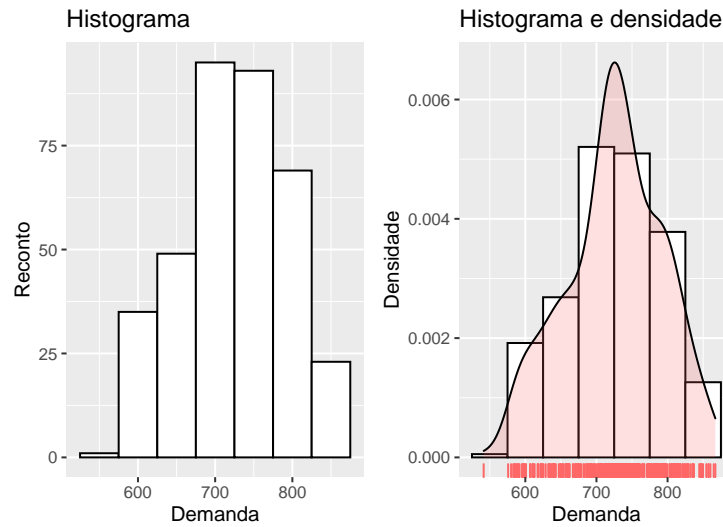 Histograma
75
50
25
0
Reconto
600 700 800
Demanda
Histograma e densidade
0.006
0.004
0.002
0.000
Densidade
600 700 800
Demanda